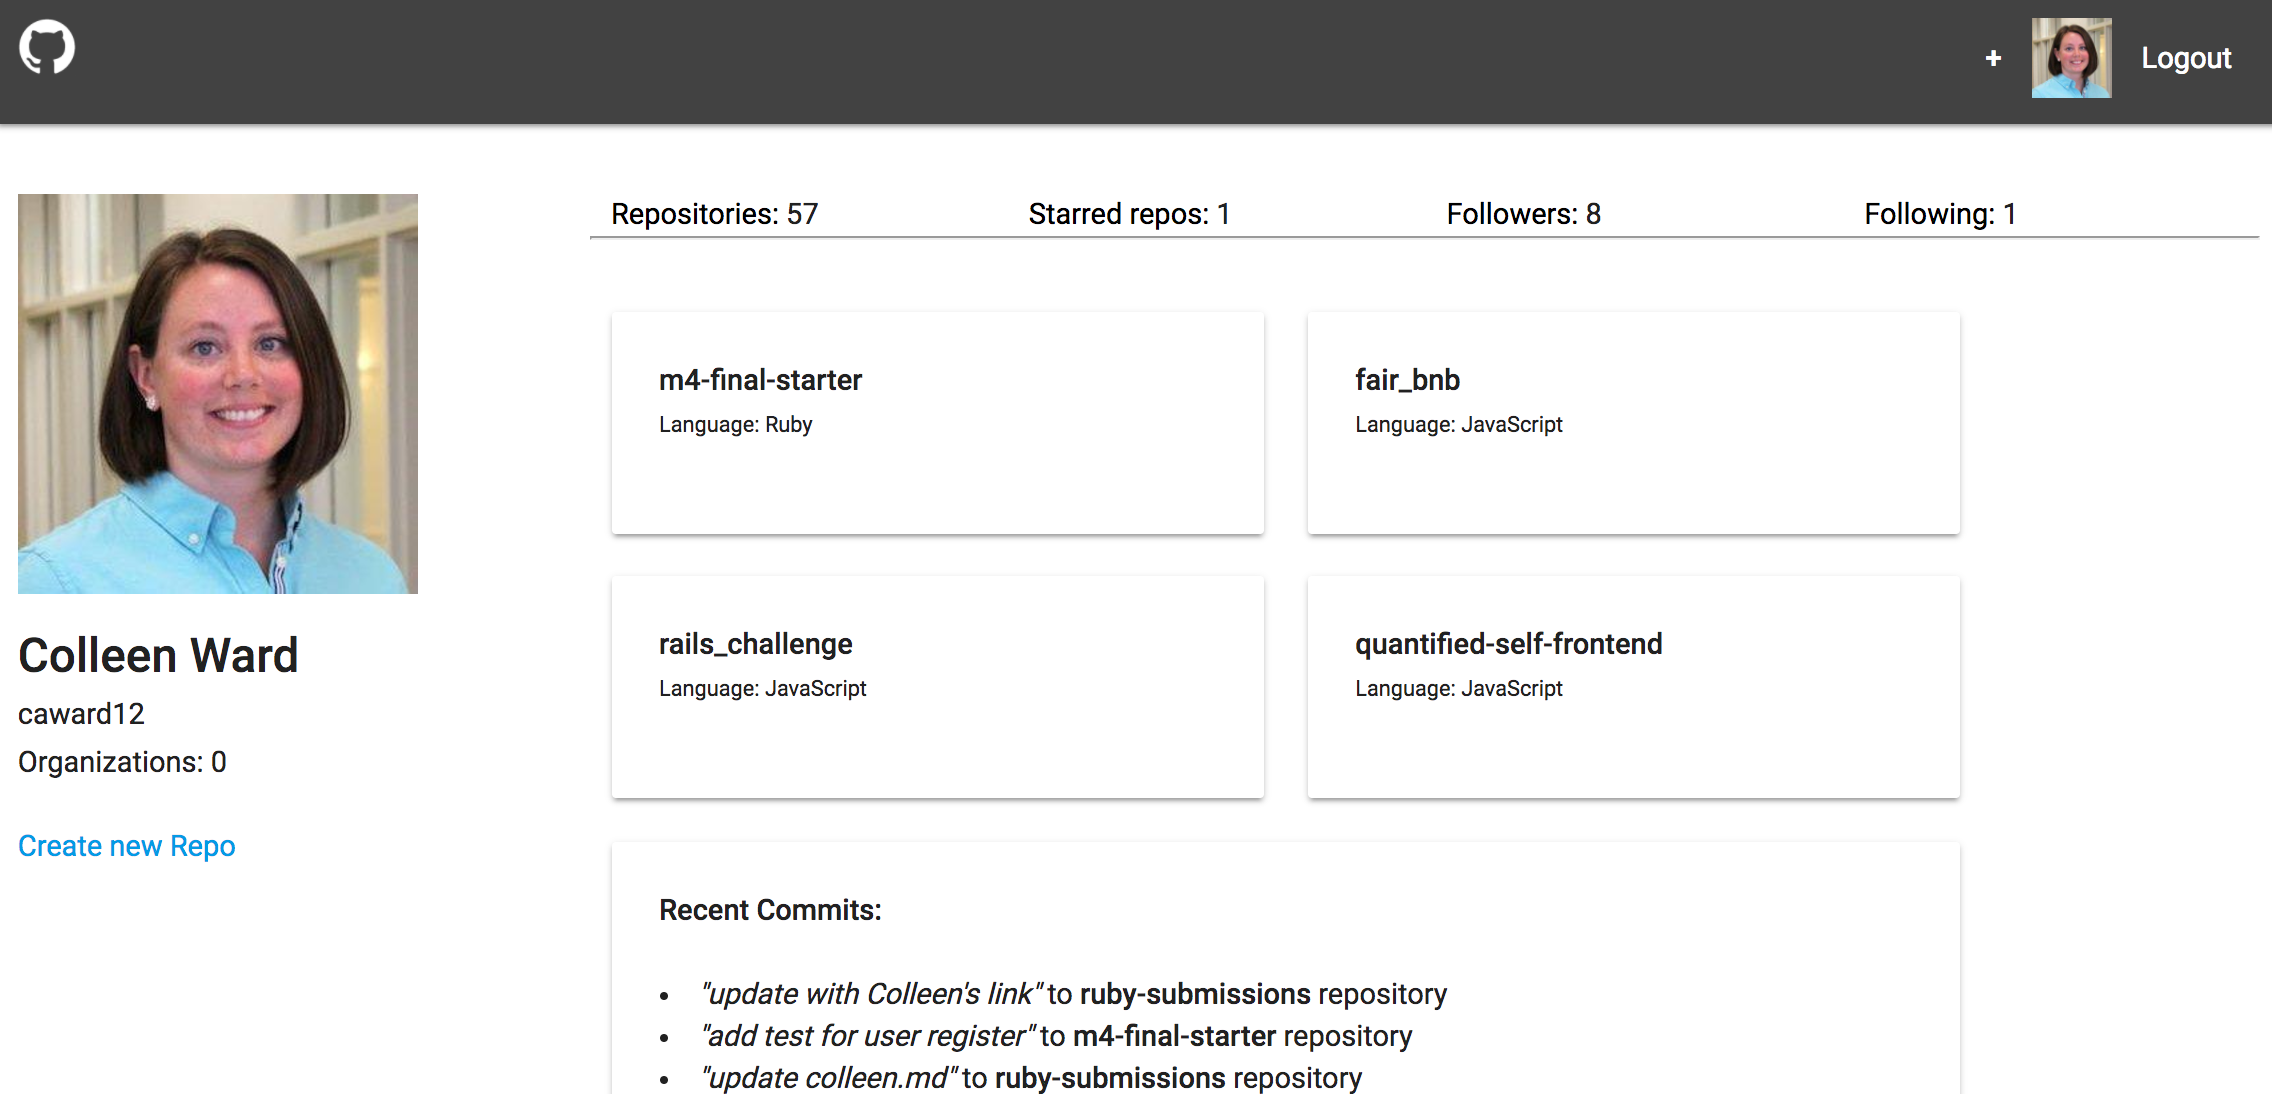 + Logout
Repositories: 57 Starred repos: 1 Followers: 8 Following: 1
m4-final-starter
Language: Ruby
fair_bnb
Language: JavaScript
rails_challenge
Language: JavaScript
quantified-self-frontend
Language: JavaScript
Colleen Ward
caward12
Organizations: 0
Create new Repo
Recent Commits:
• "update with Colleen's link" to ruby-submissions repository
• "add test for user register" to m4-final-starter repository
• "update colleen.md" to ruby-submissions repository